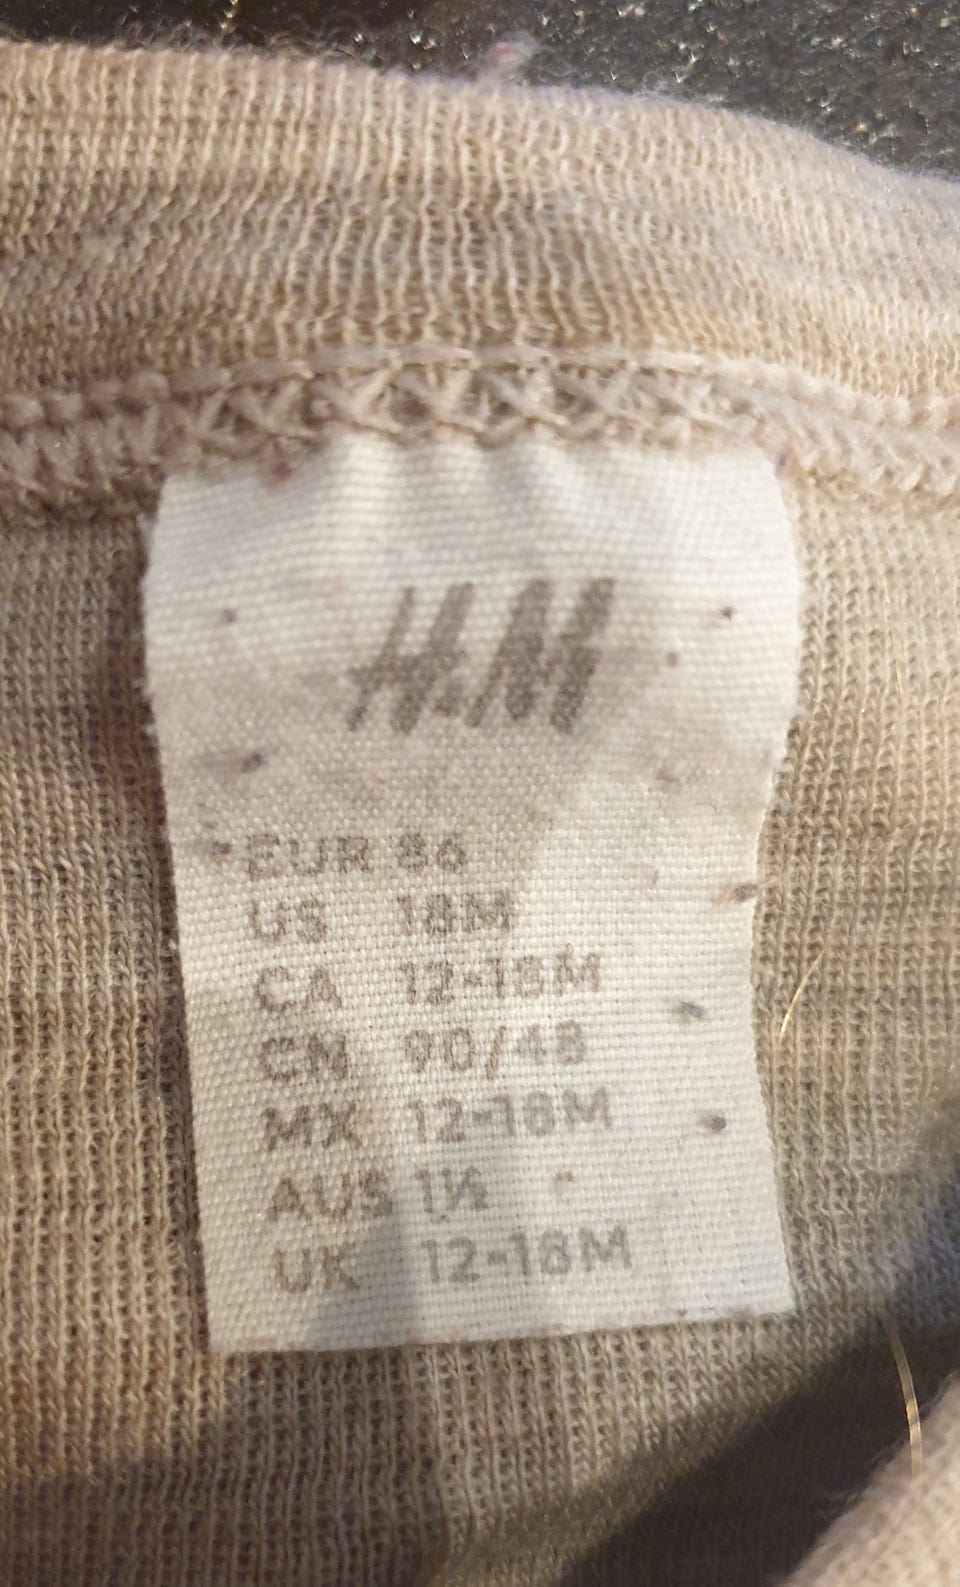 H&M
EUR 86
US 18M
CA 12-18M
CN 90/48
MX 12-18M
AUS 1½
UK 12-18M